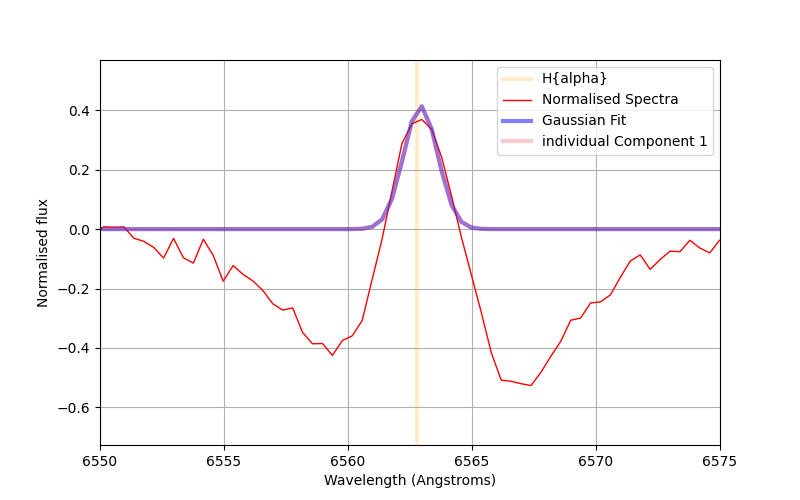 H{alpha}
Normalised Spectra
Gaussian Fit
individual Component 1
Normalised flux
0.4
0.2
0.0
−0.2
−0.4
−0.6
6550 6555 6560 6565 6570 6575
Wavelength (Angstroms)